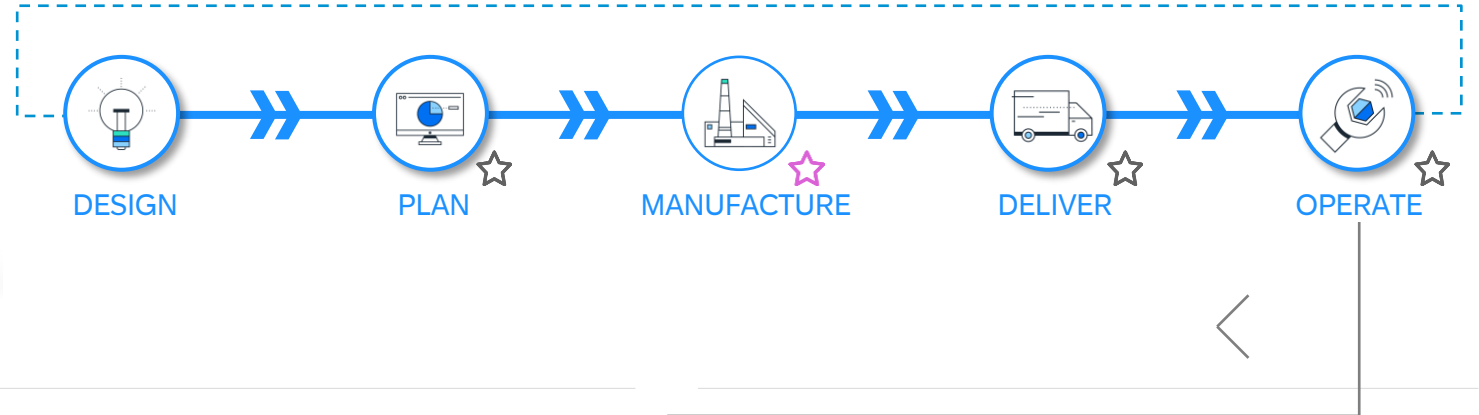 DESIGN
PLAN
MANUFACTURE
DELIVER
OPERATE